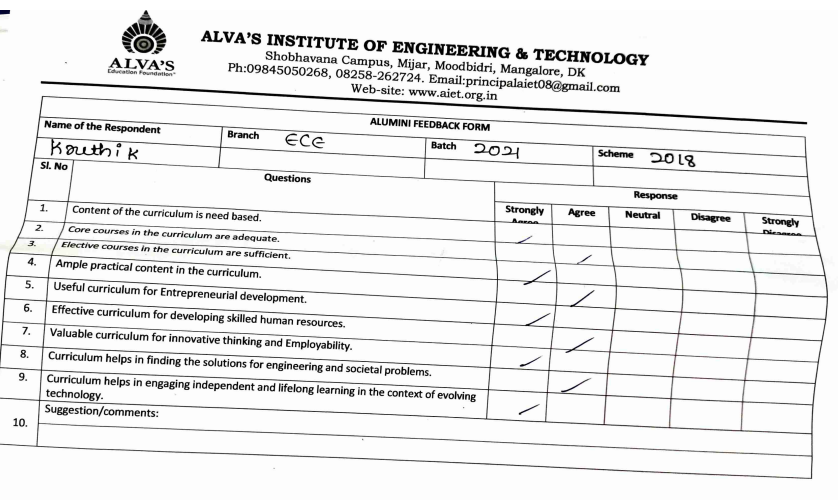 ALVA'S
Education Foundation®
ALVA'S INSTITUTE OF ENGINEERING & TECHNOLOGY
Shobhavana Campus, Mijar, Moodbidri, Mangalore, DK
Ph:09845050268, 08258-262724. Email:principalaiet08@gmail.com
Web-site: www.aiet.org.in
ALUMINI FEEDBACK FORM
Name of the Respondent Branch ECE Batch 2021 Scheme 2018
Kouthik
Sl. No Questions Response
Strongly Agree Agree Neutral Disagree Strongly Disagree
1. Content of the curriculum is need based.
2. Core courses in the curriculum are adequate.
3. Elective courses in the curriculum are sufficient.
4. Ample practical content in the curriculum.
5. Useful curriculum for Entrepreneurial development.
6. Effective curriculum for developing skilled human resources.
7. Valuable curriculum for innovative thinking and Employability.
8. Curriculum helps in finding the solutions for engineering and societal problems.
9. Curriculum helps in engaging independent and lifelong learning in the context of evolving
technology.
10. Suggestion/comments: